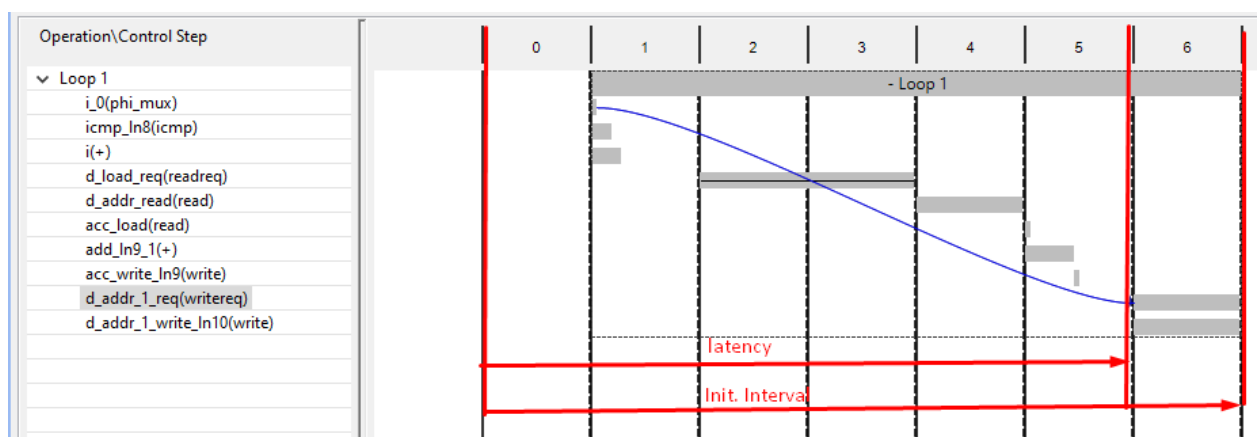 Operation\Control Step
0 1 2 3 4 5 6
Loop 1
- Loop 1
i_0(phi_mux)
icmp_ln8(icmp)
i(+)
d_load_req(readreq)
d_addr_read(read)
acc_load(read)
add_ln9_1(+)
acc_write_ln9(write)
d_addr_1_req(writereq)
d_addr_1_write_ln10(write)
latency
Init. Interval